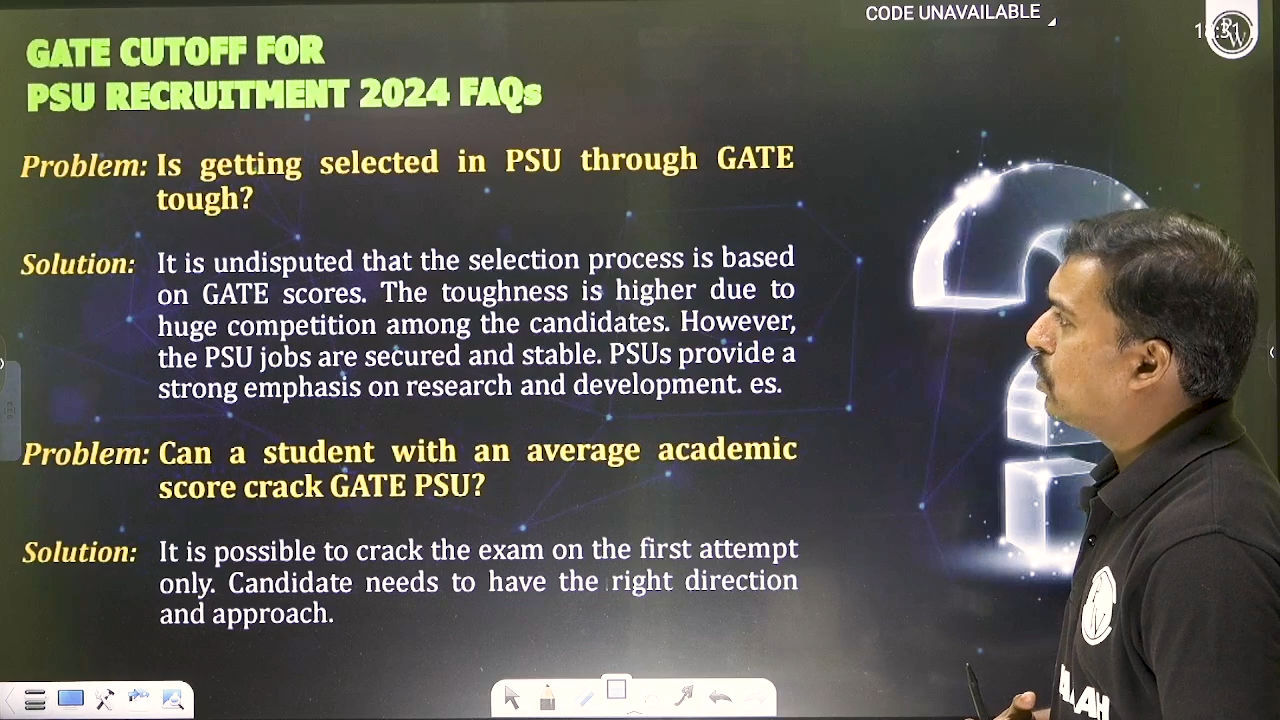 CODE UNAVAILABLE
GATE CUTOFF FOR
PSU RECRUITMENT 2024 FAQs
Problem: Is getting selected in PSU through GATE
tough?
Solution: It is undisputed that the selection process is based
on GATE scores. The toughness is higher due to
huge competition among the candidates. However,
the PSU jobs are secured and stable. PSUs provide a
strong emphasis on research and development. es.
Problem: Can a student with an average academic
score crack GATE PSU?
Solution: It is possible to crack the exam on the first attempt
only. Candidate needs to have the right direction
and approach.